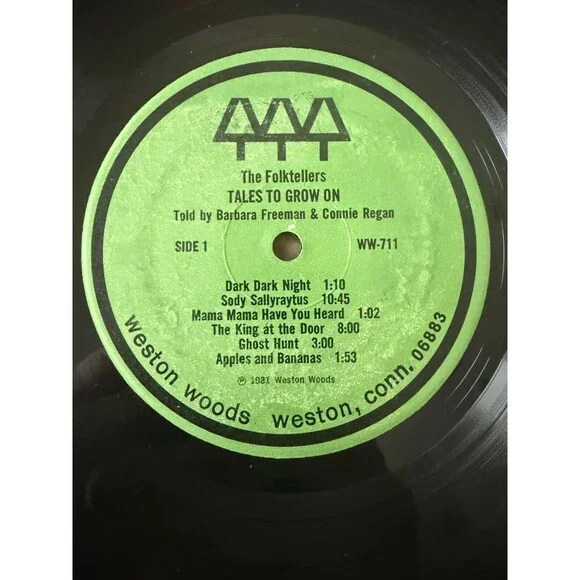 The Folktellers
TALES TO GROW ON
Told by Barbara Freeman & Connie Regan
SIDE 1 WW-711
Dark Dark Night 1:10
Sody Sallyraytus 10:45
Mama Mama Have You Heard 1:02
The King at the Door 8:00
Ghost Hunt 3:00
Apples and Bananas 1:53
℗ 1981 Weston Woods
weston woods weston, conn. 06883